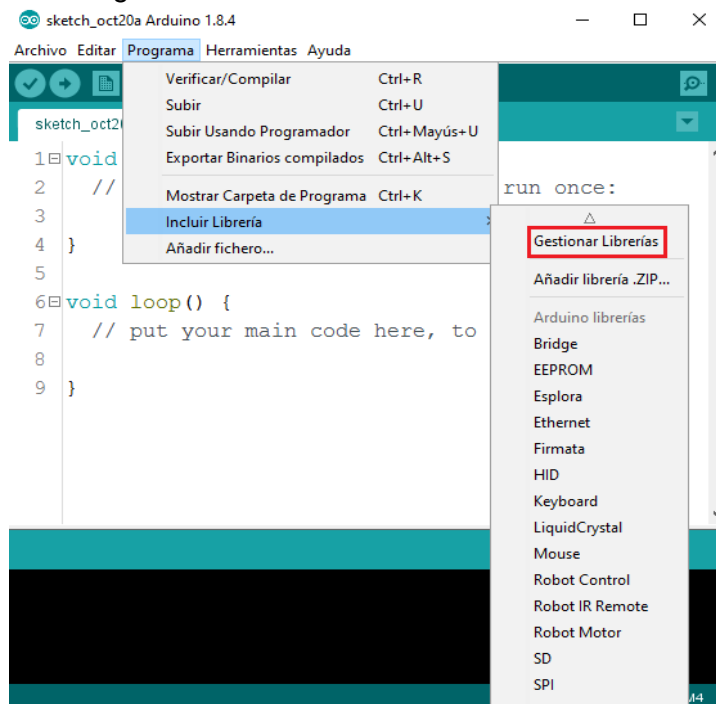 sketch_oct20a Arduino 1.8.4
Archivo Editar Programa Herramientas Ayuda
sketch_oct2
Verificar/Compilar Ctrl+R
Subir Ctrl+U
Subir Usando Programador Ctrl+Mayús+U
Exportar Binarios compilados Ctrl+Alt+S
Mostrar Carpeta de Programa Ctrl+K
Incluir Librería
Añadir fichero...
1 void
2 // run once:
3
4 }
5
6 void loop() {
7 // put your main code here, to
8
9 }
Gestionar Librerías
Añadir librería .ZIP...
Arduino librerías
Bridge
EEPROM
Esplora
Ethernet
Firmata
HID
Keyboard
LiquidCrystal
Mouse
Robot Control
Robot IR Remote
Robot Motor
SD
SPI